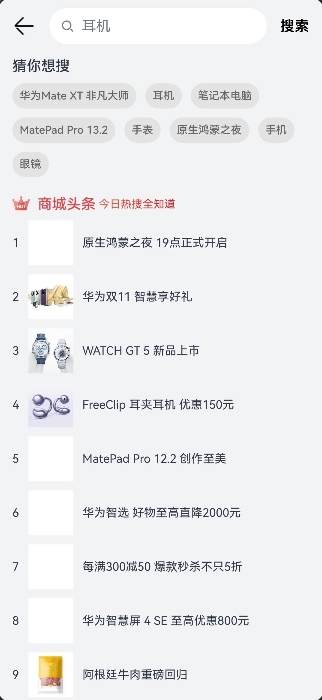 耳机
搜索
猜你想搜
华为Mate XT 非凡大师
耳机
笔记本电脑
MatePad Pro 13.2
手表
原生鸿蒙之夜
手机
眼镜
HOT
商城头条 今日热搜全知道
1 原生鸿蒙之夜 19点正式开启
2 华为双11 智慧享好礼
3 WATCH GT 5 新品上市
4 FreeClip 耳夹耳机 优惠150元
5 MatePad Pro 12.2 创作至美
6 华为智选 好物至高直降2000元
7 每满300减50 爆款秒杀不只5折
8 华为智慧屏 4 SE 至高优惠800元
9 阿根廷牛肉重磅回归